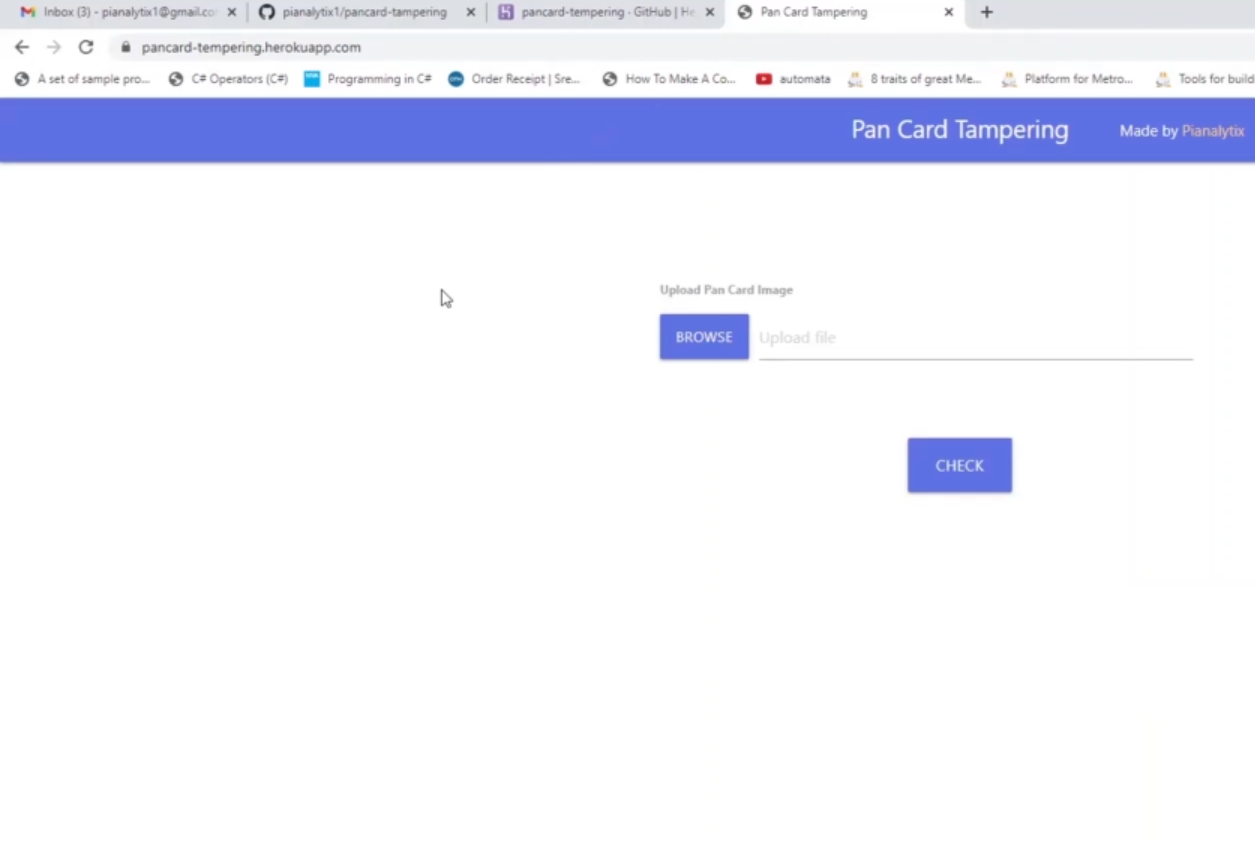 Inbox (3) - pianalytix1@gmail.co
pianalytix1/pancard-tampering
pancard-tempering · GitHub | He
Pan Card Tampering
pancard-tempering.herokuapp.com
A set of sample pro...
C# Operators (C#)
Programming in C#
Order Receipt | Sre...
How To Make A Co...
automata
8 traits of great Me...
Platform for Metro...
Tools for build
Pan Card Tampering
Made by Pianalytix
Upload Pan Card Image
BROWSE
Upload file
CHECK